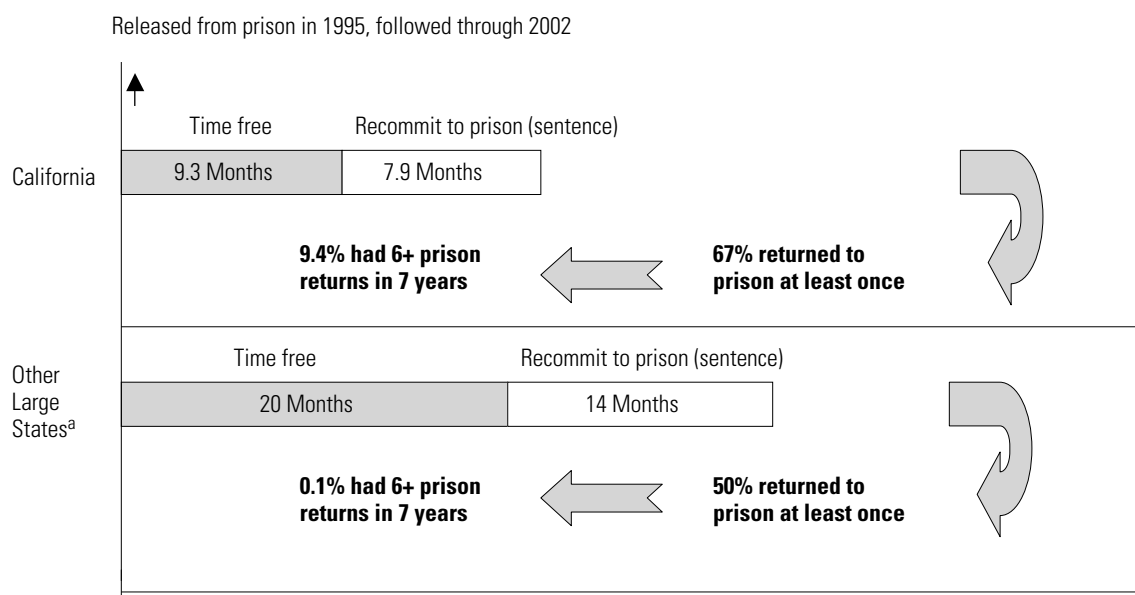 Released from prison in 1995, followed through 2002
Time free
Recommit to prison (sentence)
California
9.3 Months
7.9 Months
9.4% had 6+ prison
returns in 7 years
67% returned to
prison at least once
Time free
Recommit to prison (sentence)
Other
Large
Statesᵃ
20 Months
14 Months
0.1% had 6+ prison
returns in 7 years
50% returned to
prison at least once